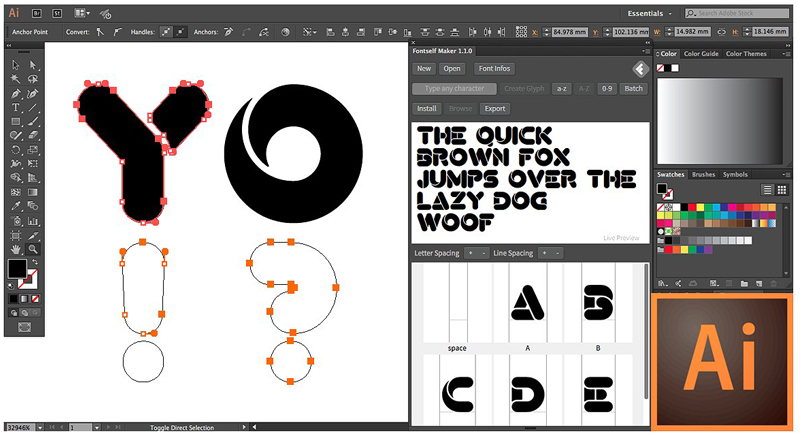 Ai Br St Essentials Search Adobe Stock
Anchor Point Convert: Handles: Anchors: X: 84.978 mm Y: 102.136 mm W: 14.982 mm H: 18.146 mm
Fontself Maker 1.1.0
New Open Font Infos
Type any character Create Glyph a-z A-Z 0-9 Batch
Install Browse Export
THE QUICK
BROWN FOX
JUMPS OVER THE
LAZY DOG
WOOF
Live Preview
Letter Spacing + - Line Spacing + -
space A B
A B
C D E
Color Color Guide Color Themes
Swatches Brushes Symbols
Ai
Y O
! ?
32946% 1 Toggle Direct Selection